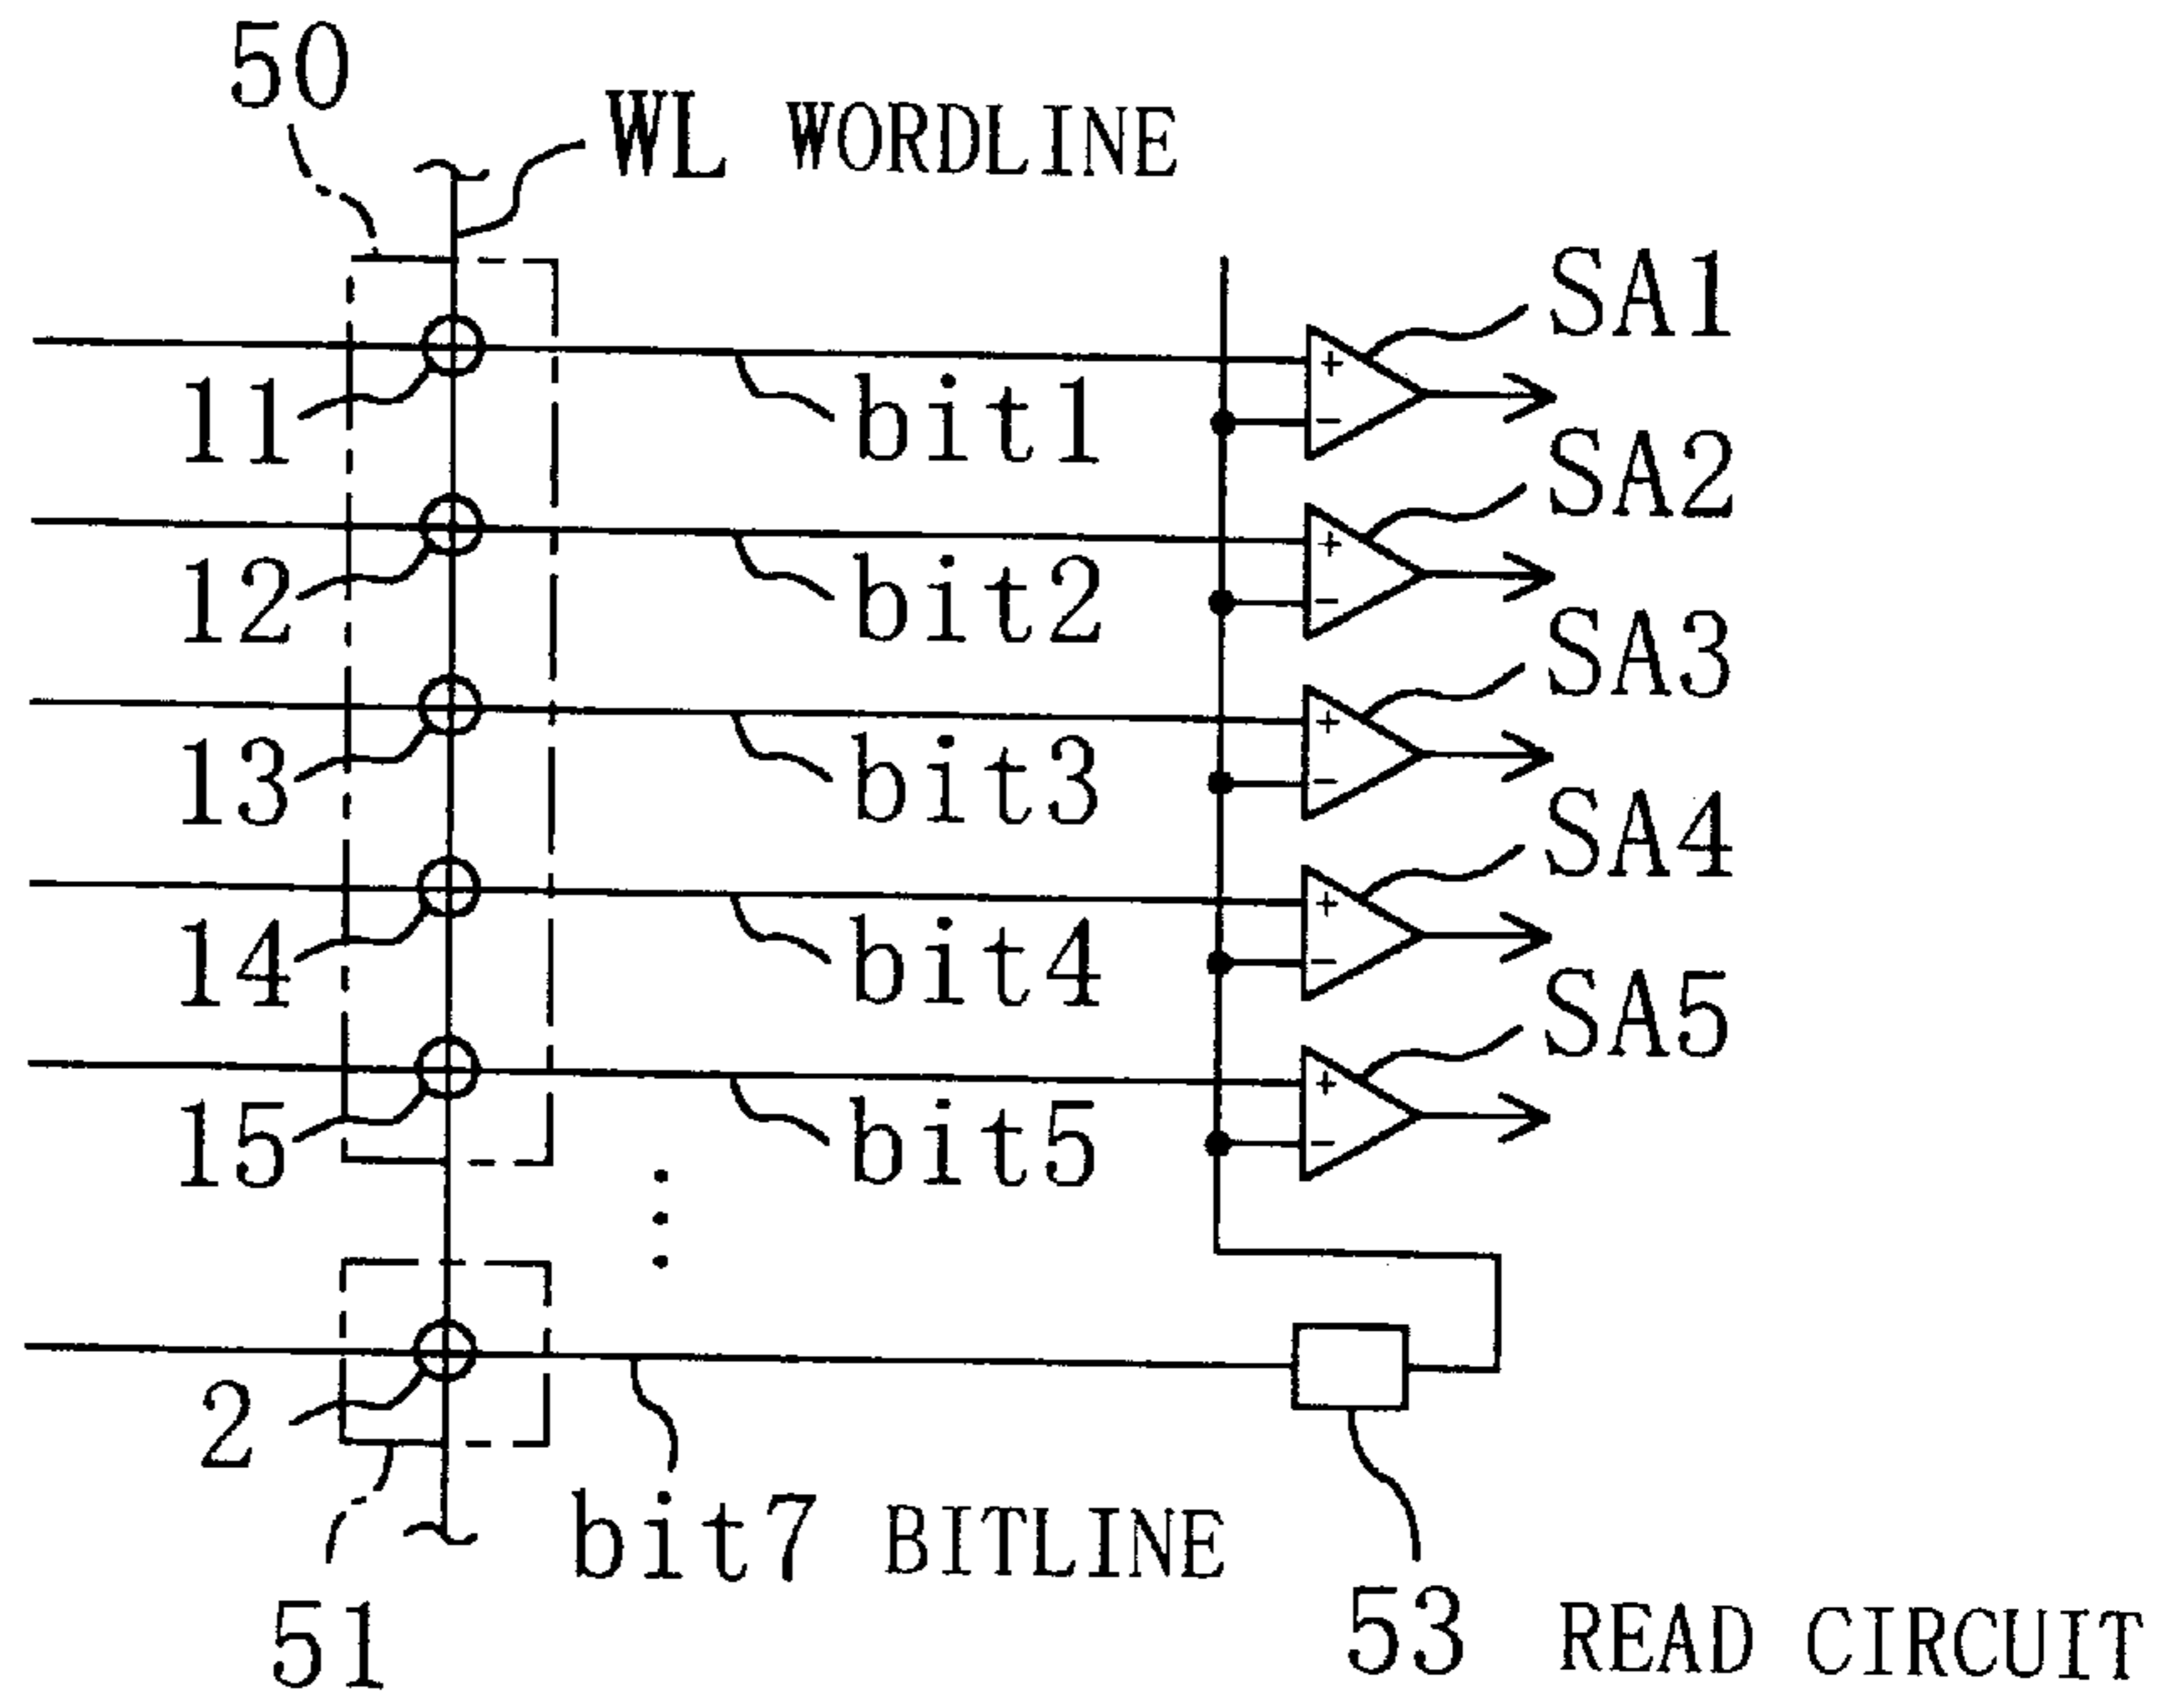 50
WL WORDLINE
SA1
+
11
bit1
−
SA2
+
12
bit2
−
SA3
+
13
bit3
−
SA4
+
14
bit4
−
SA5
+
15
bit5
−
2
bit7 BITLINE
51
53 READ CIRCUIT